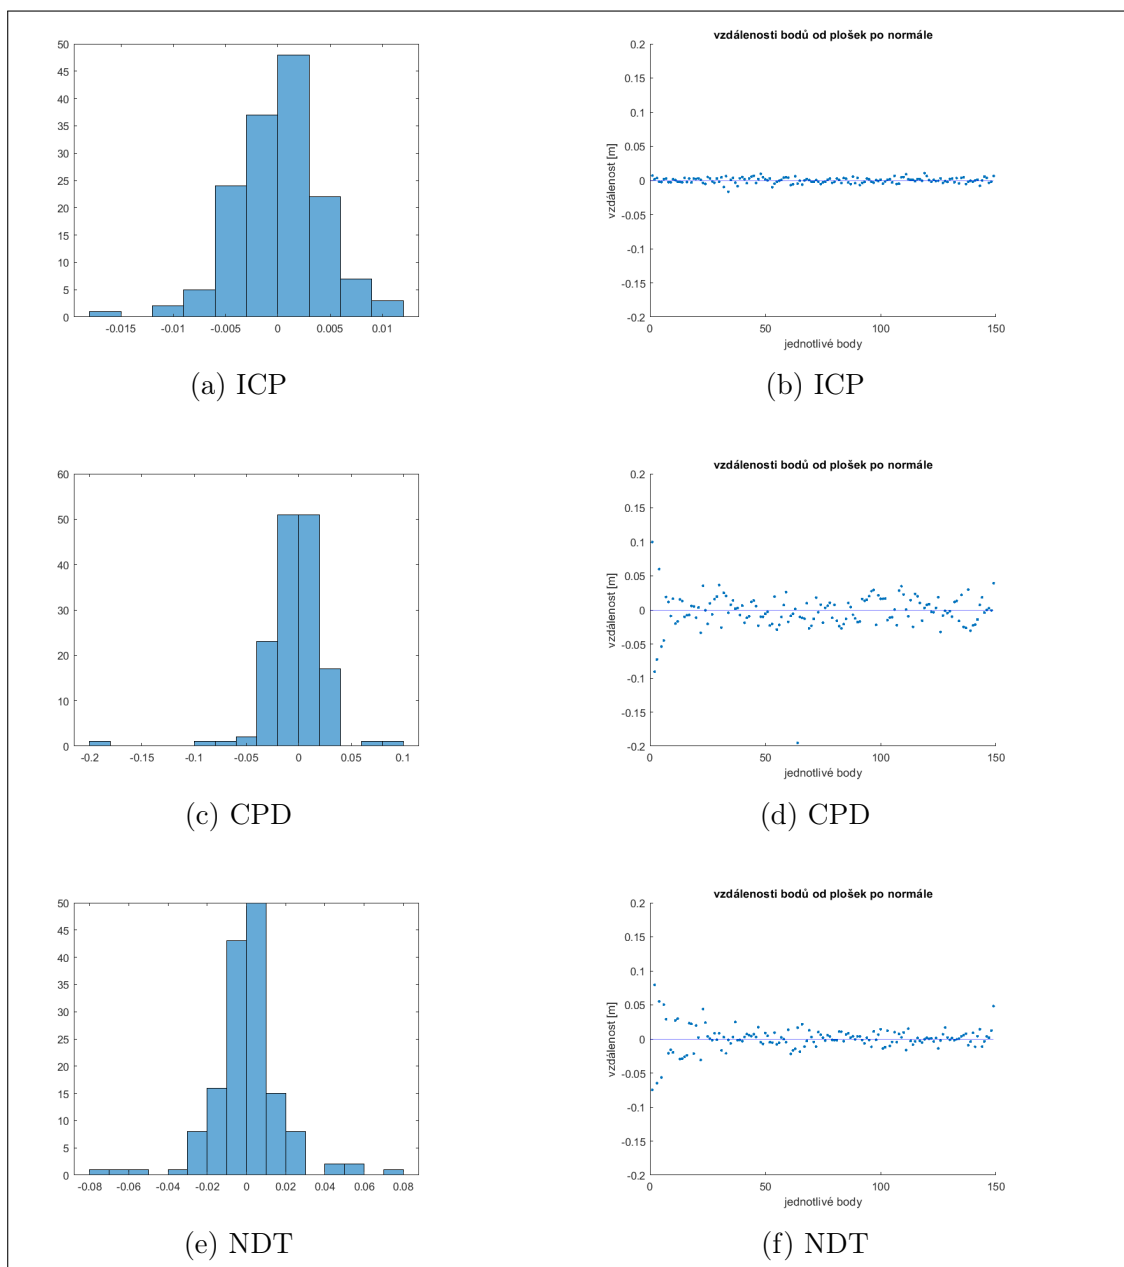 50
45
40
35
30
25
20
15
10
5
0
-0.015 -0.01 -0.005 0 0.005 0.01
(a) ICP
vzdálenosti bodů od plošek po normále
0.2
0.15
0.1
0.05
0
-0.05
-0.1
-0.15
-0.2
vzdálenost [m]
0 50 100 150
jednotlivé body
(b) ICP
60
50
40
30
20
10
0
-0.2 -0.15 -0.1 -0.05 0 0.05 0.1
(c) CPD
vzdálenosti bodů od plošek po normále
0.2
0.15
0.1
0.05
0
-0.05
-0.1
-0.15
-0.2
vzdálenost [m]
0 50 100 150
jednotlivé body
(d) CPD
50
45
40
35
30
25
20
15
10
5
0
-0.08 -0.06 -0.04 -0.02 0 0.02 0.04 0.06 0.08
(e) NDT
vzdálenosti bodů od plošek po normále
0.2
0.15
0.1
0.05
0
-0.05
-0.1
-0.15
-0.2
vzdálenost [m]
0 50 100 150
jednotlivé body
(f) NDT